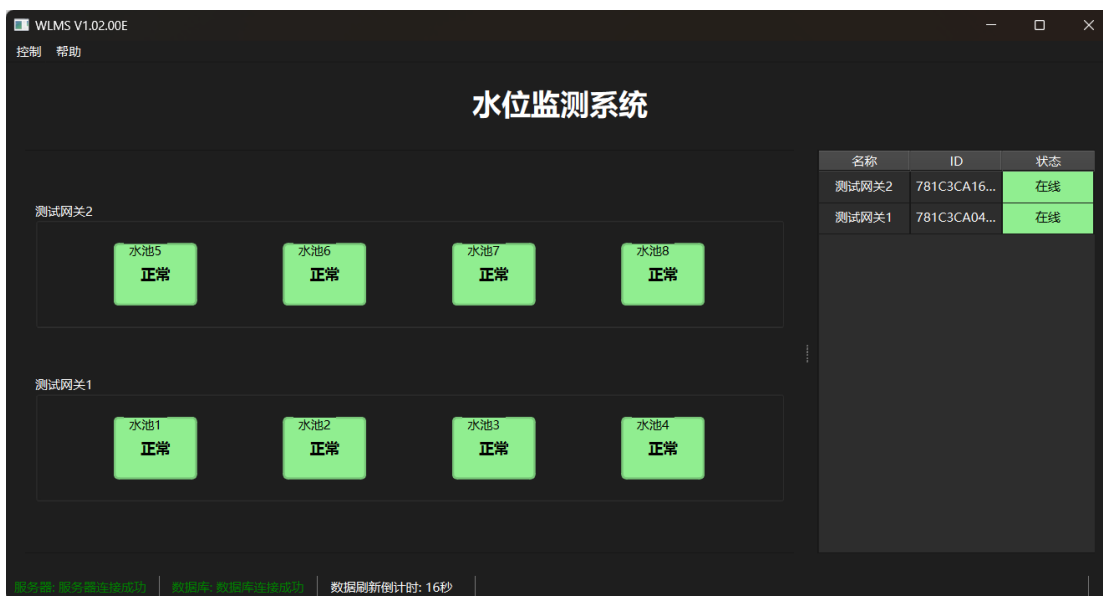 WLMS V1.02.00E
控制 帮助
水位监测系统
测试网关2
水池5 水池6 水池7 水池8
正常 正常 正常 正常
测试网关1
水池1 水池2 水池3 水池4
正常 正常 正常 正常
名称 ID 状态
测试网关2 781C3CA16... 在线
测试网关1 781C3CA04... 在线
服务器: 服务器连接成功 数据库: 数据库连接成功 数据刷新倒计时: 16秒